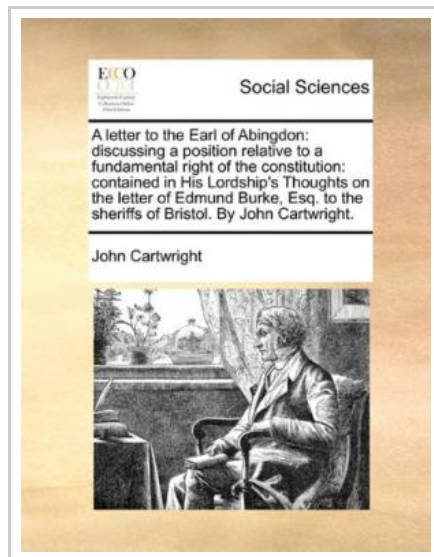 ECCO
Social Sciences
A letter to the Earl of Abingdon:
discussing a position relative to a
fundamental right of the constitution:
contained in His Lordship's Thoughts on
the letter of Edmund Burke, Esq. to the
sheriffs of Bristol. By John Cartwright.
John Cartwright